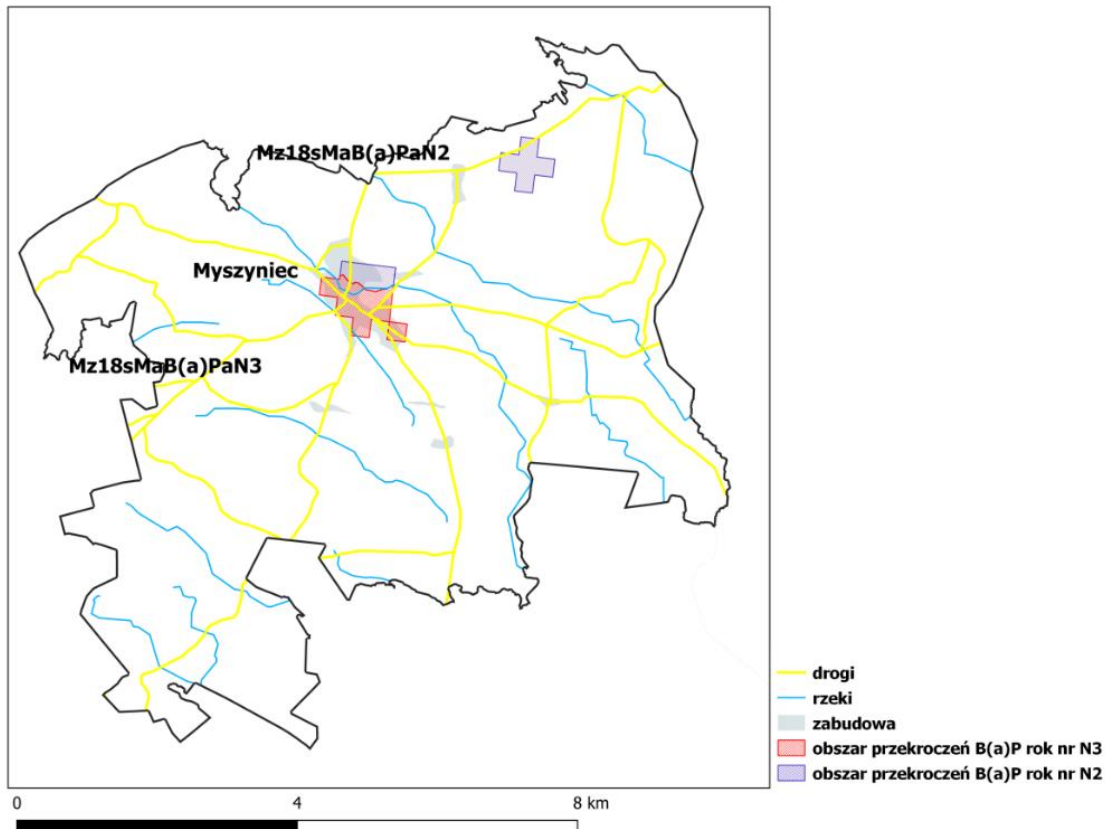 Mz18sMaB(a)PaN2
Myszyniec
Mz18sMaB(a)PaN3
drogi
rzeki
zabudowa
obszar przekroczeń B(a)P rok nr N3
obszar przekroczeń B(a)P rok nr N2
0 4 8 km